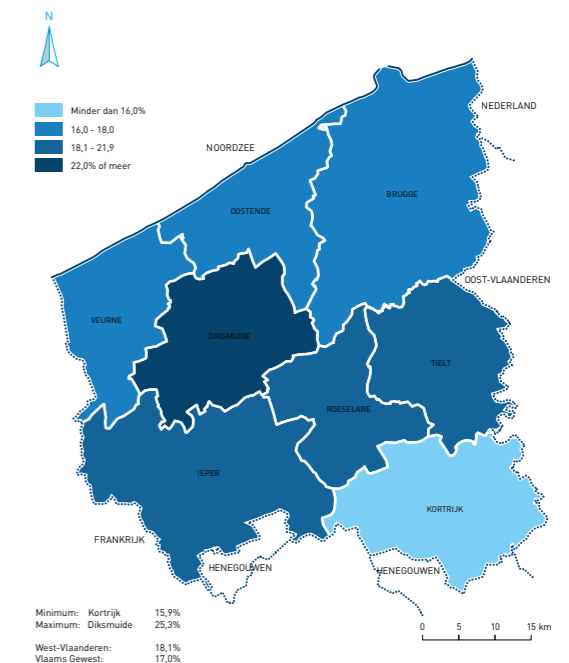 N
Minder dan 16,0%
16,0 - 18,0
18,1 - 21,9
22,0% of meer
NEDERLAND
NOORDZEE
BRUGGE
OOSTENDE
OOST-VLAANDEREN
VEURNE
DIKSMUIDE
TIELT
ROESELARE
IEPER
KORTRIJK
FRANKRIJK
HENEGOUWEN
HENEGOUWEN
Minimum: Kortrijk 15,9%
Maximum: Diksmuide 25,3%
West-Vlaanderen: 18,1%
Vlaams Gewest: 17,0%
0 5 10 15 km